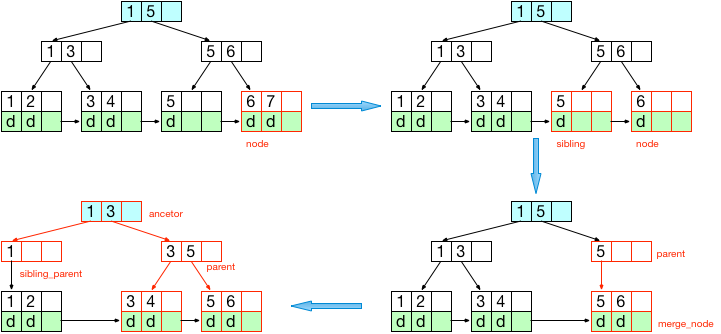 1 5
1 3
5 6
1 2
3 4
5
6 7
d d
d d
d
d d
node
1 5
1 3
5 6
1 2
3 4
5
6
d d
d d
d
d
sibling
node
1 3
ancetor
1
3 5
sibling_parent
parent
1 2
3 4
5 6
d d
d d
d d
1 5
1 3
5
parent
1 2
3 4
5 6
d d
d d
d d
merge_node